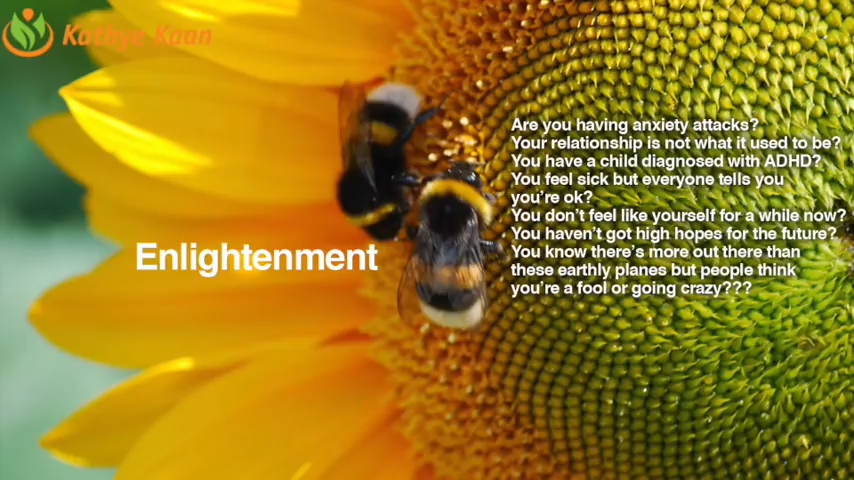 Kathye Kaan
Enlightenment
Are you having anxiety attacks?
Your relationship is not what it used to be?
You have a child diagnosed with ADHD?
You feel sick but everyone tells you
you're ok?
You don't feel like yourself for a while now?
You haven't got high hopes for the future?
You know there's more out there than
these earthly planes but people think
you're a fool or going crazy???